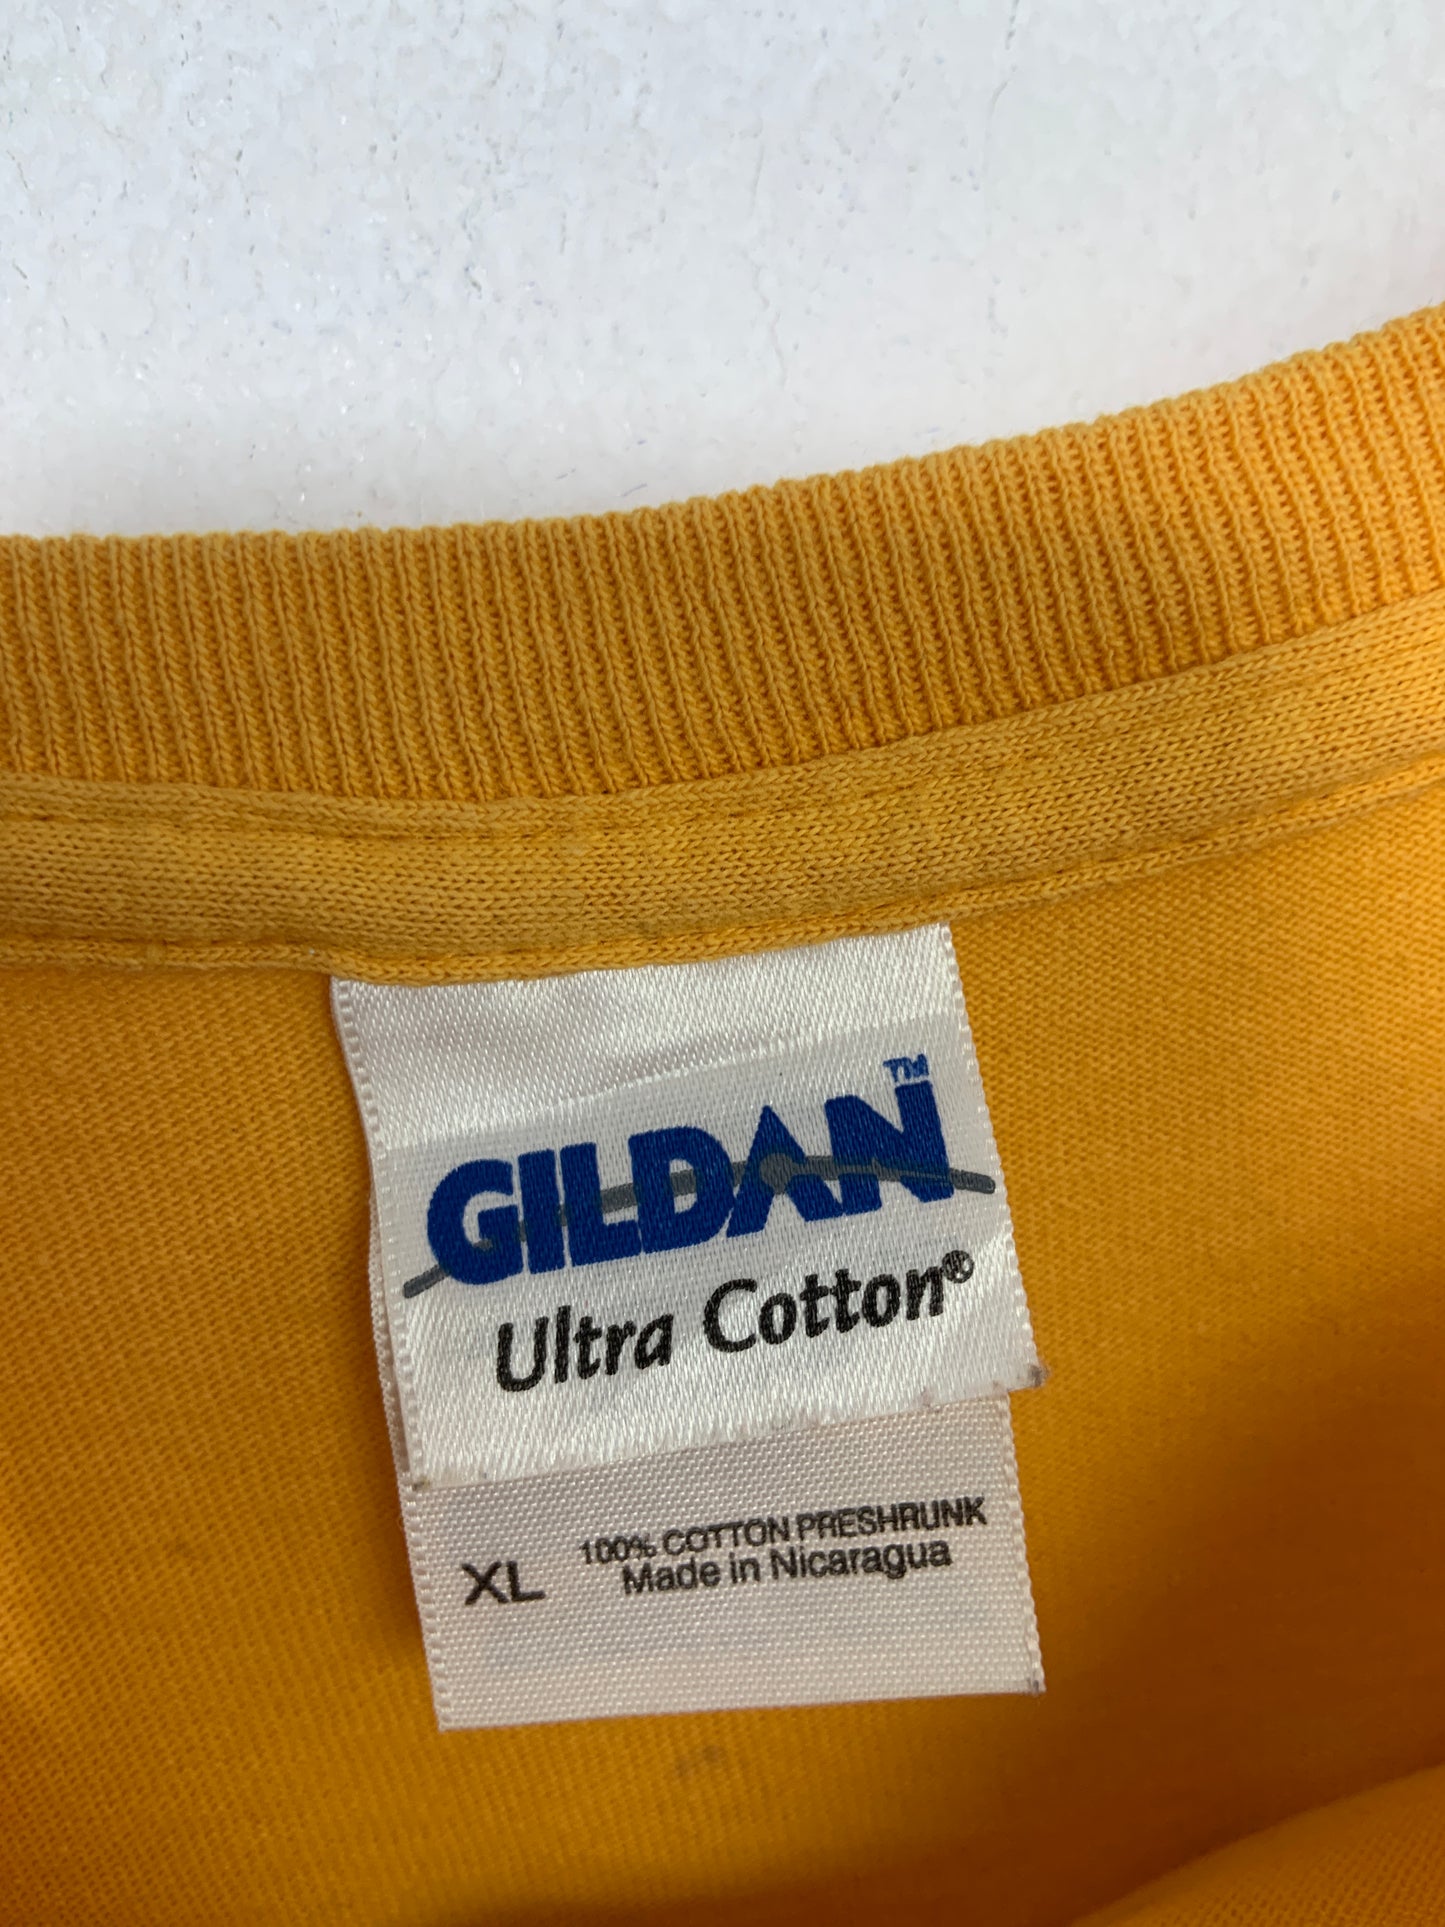 GILDAN™
Ultra Cotton®
XL
100% COTTON PRESHRUNK
Made in Nicaragua